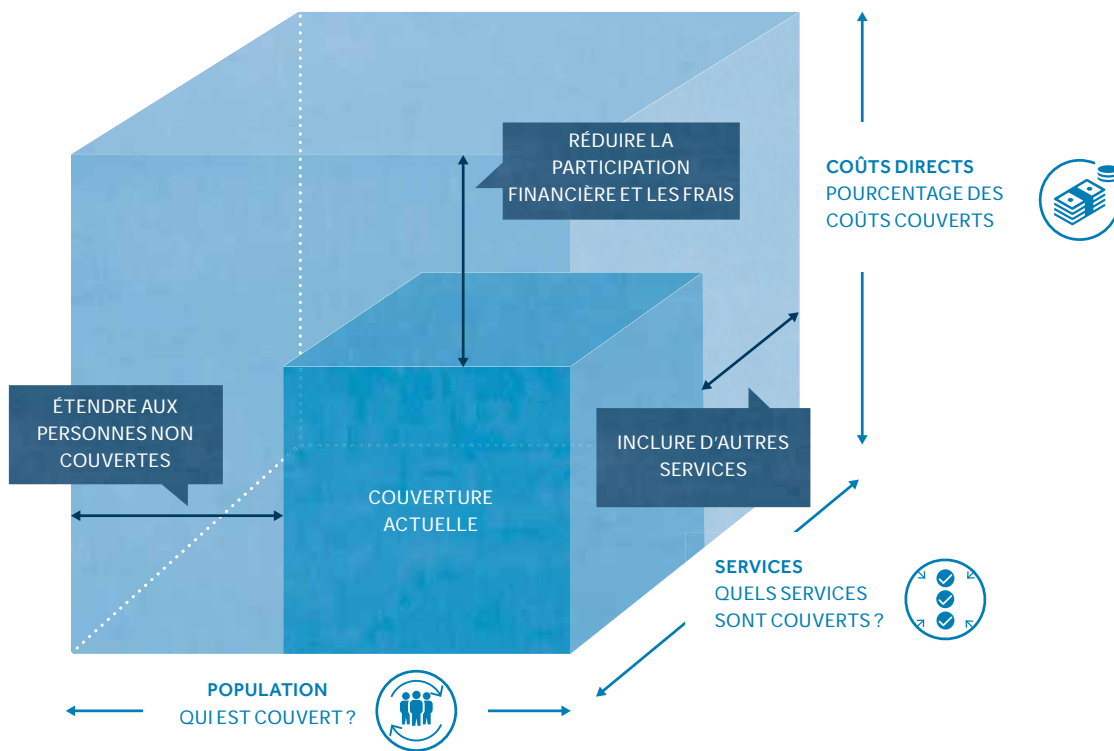 RÉDUIRE LA
PARTICIPATION
FINANCIÈRE ET LES FRAIS
COÛTS DIRECTS
POURCENTAGE DES
COÛTS COUVERTS
ÉTENDRE AUX
PERSONNES NON
COUVERTES
INCLURE D'AUTRES
SERVICES
COUVERTURE
ACTUELLE
SERVICES
QUELS SERVICES
SONT COUVERTS ?
POPULATION
QUI EST COUVERT ?